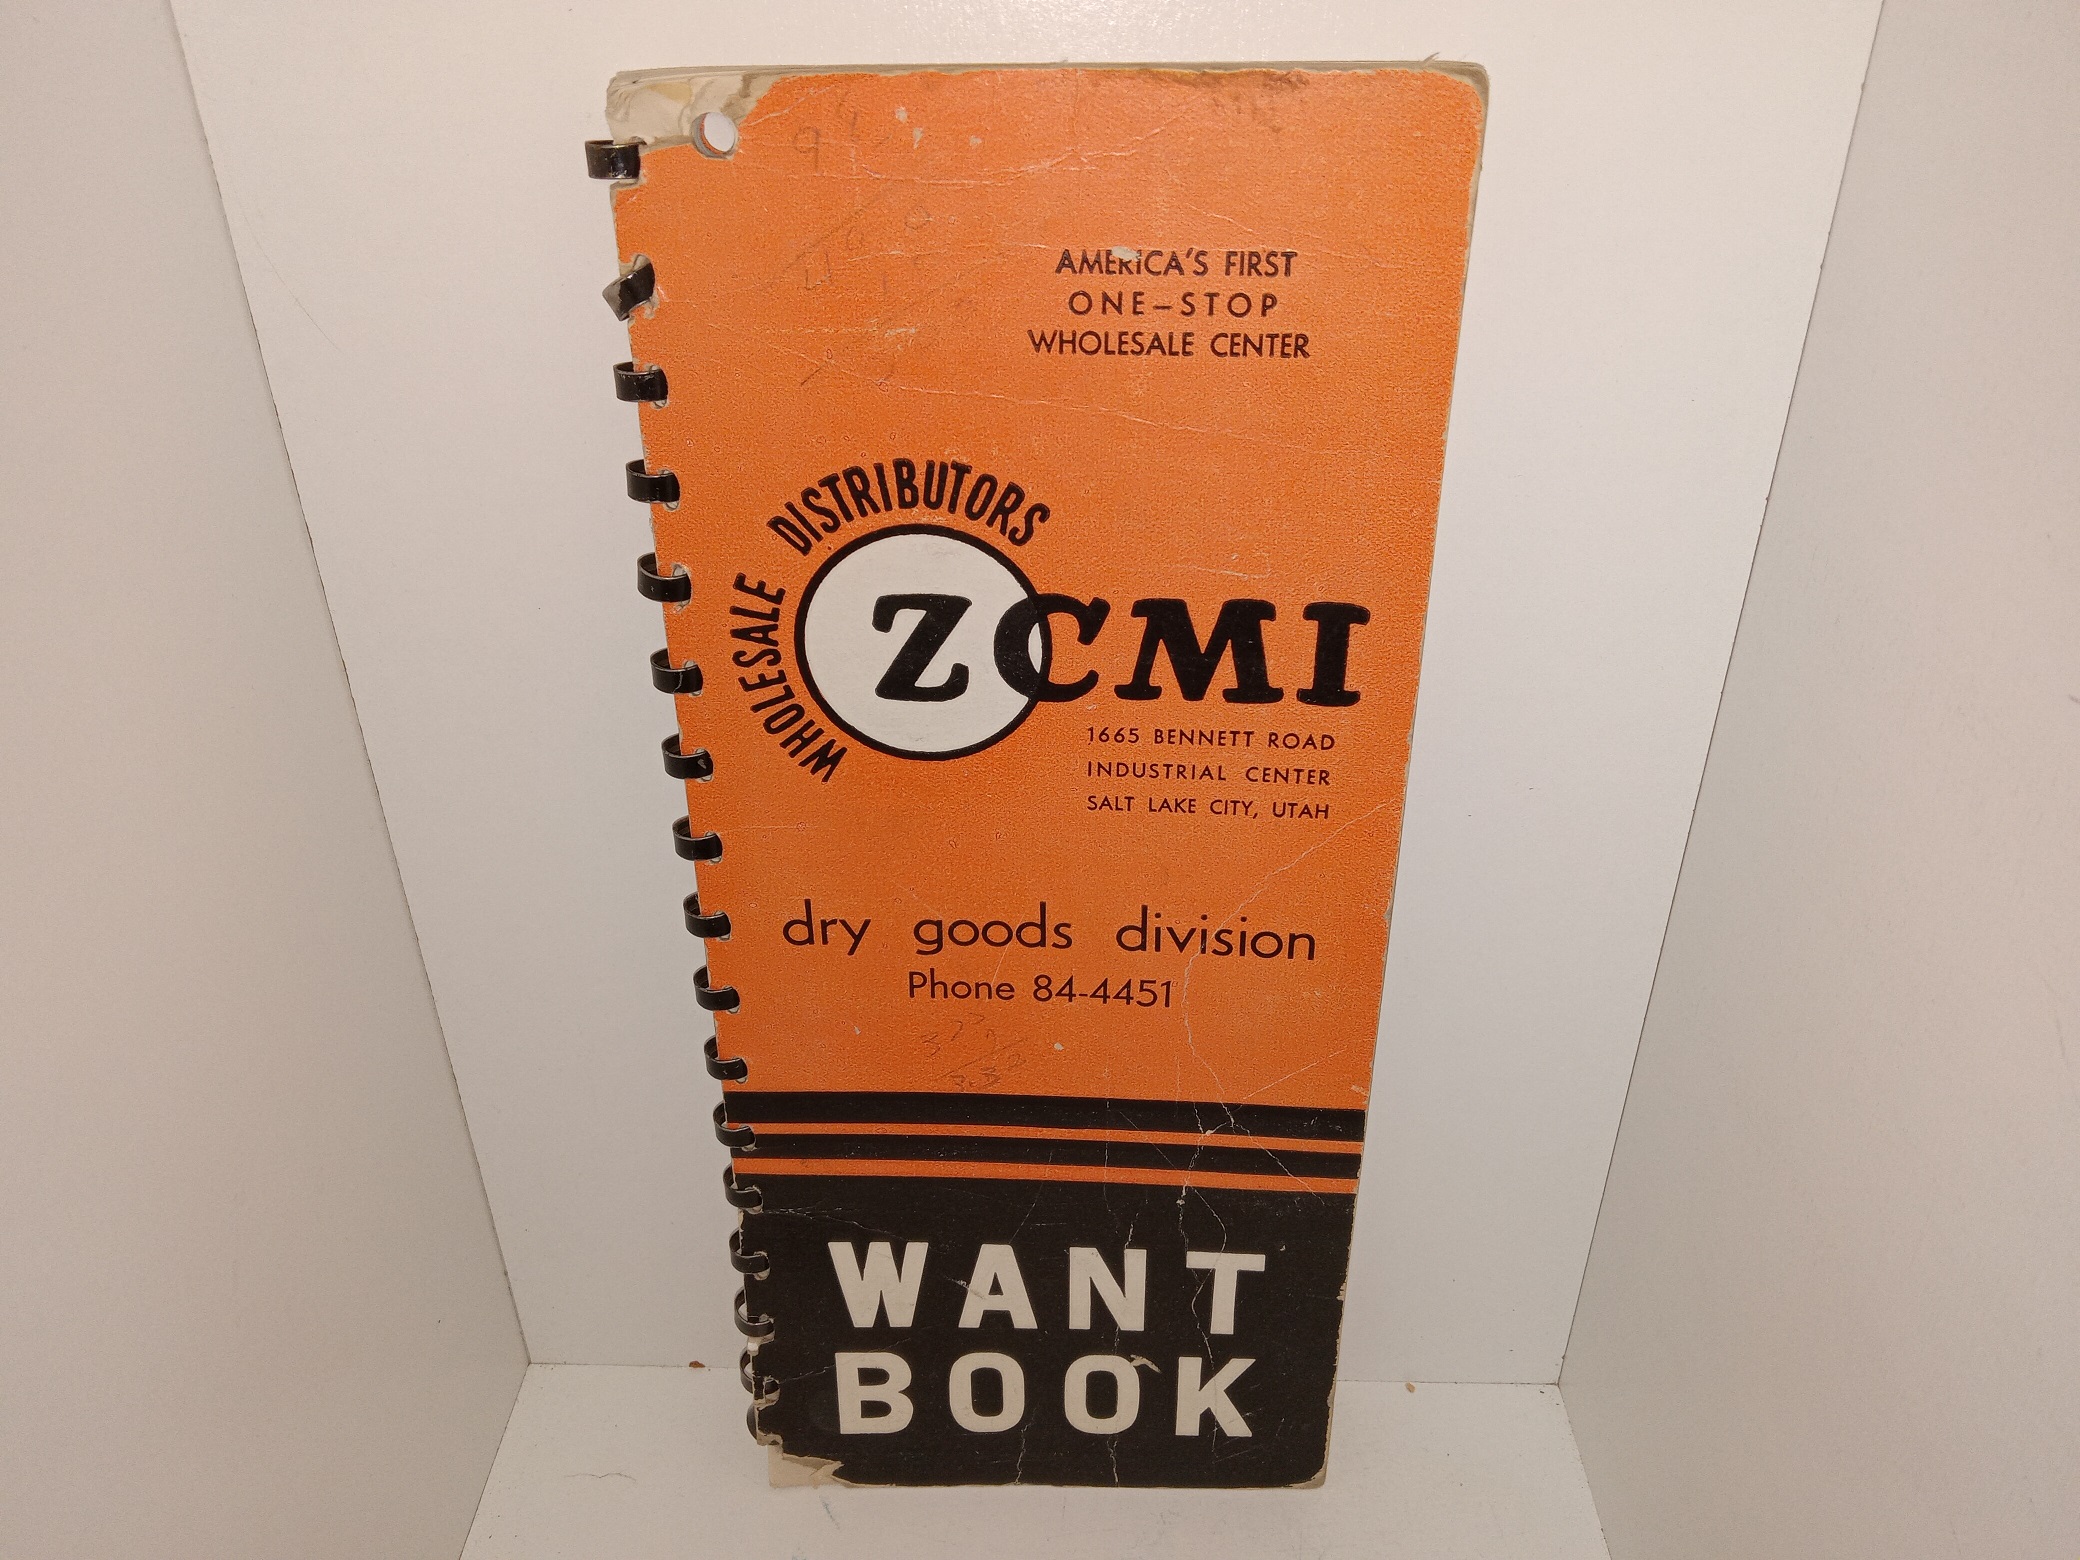 AMERICA'S FIRST
ONE-STOP
WHOLESALE CENTER
WHOLESALE DISTRIBUTORS
ZCMI
1665 BENNETT ROAD
INDUSTRIAL CENTER
SALT LAKE CITY, UTAH
dry goods division
Phone 84-4451
WANT
BOOK